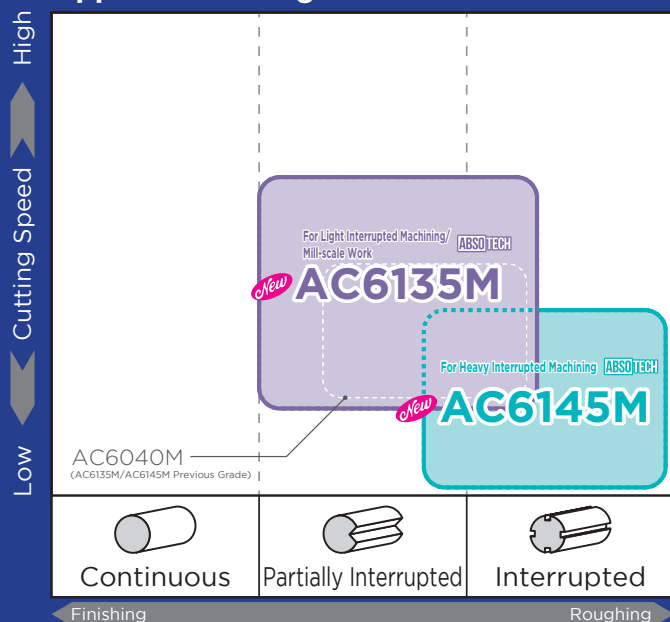 High
Cutting Speed
Low
For Light Interrupted Machining/
Mill-scale Work
ABSOTECH
New
AC6135M
For Heavy Interrupted Machining ABSOTECH
New
AC6145M
AC6040M
(AC6135M/AC6145M Previous Grade)
Continuous
Partially Interrupted
Interrupted
Finishing
Roughing